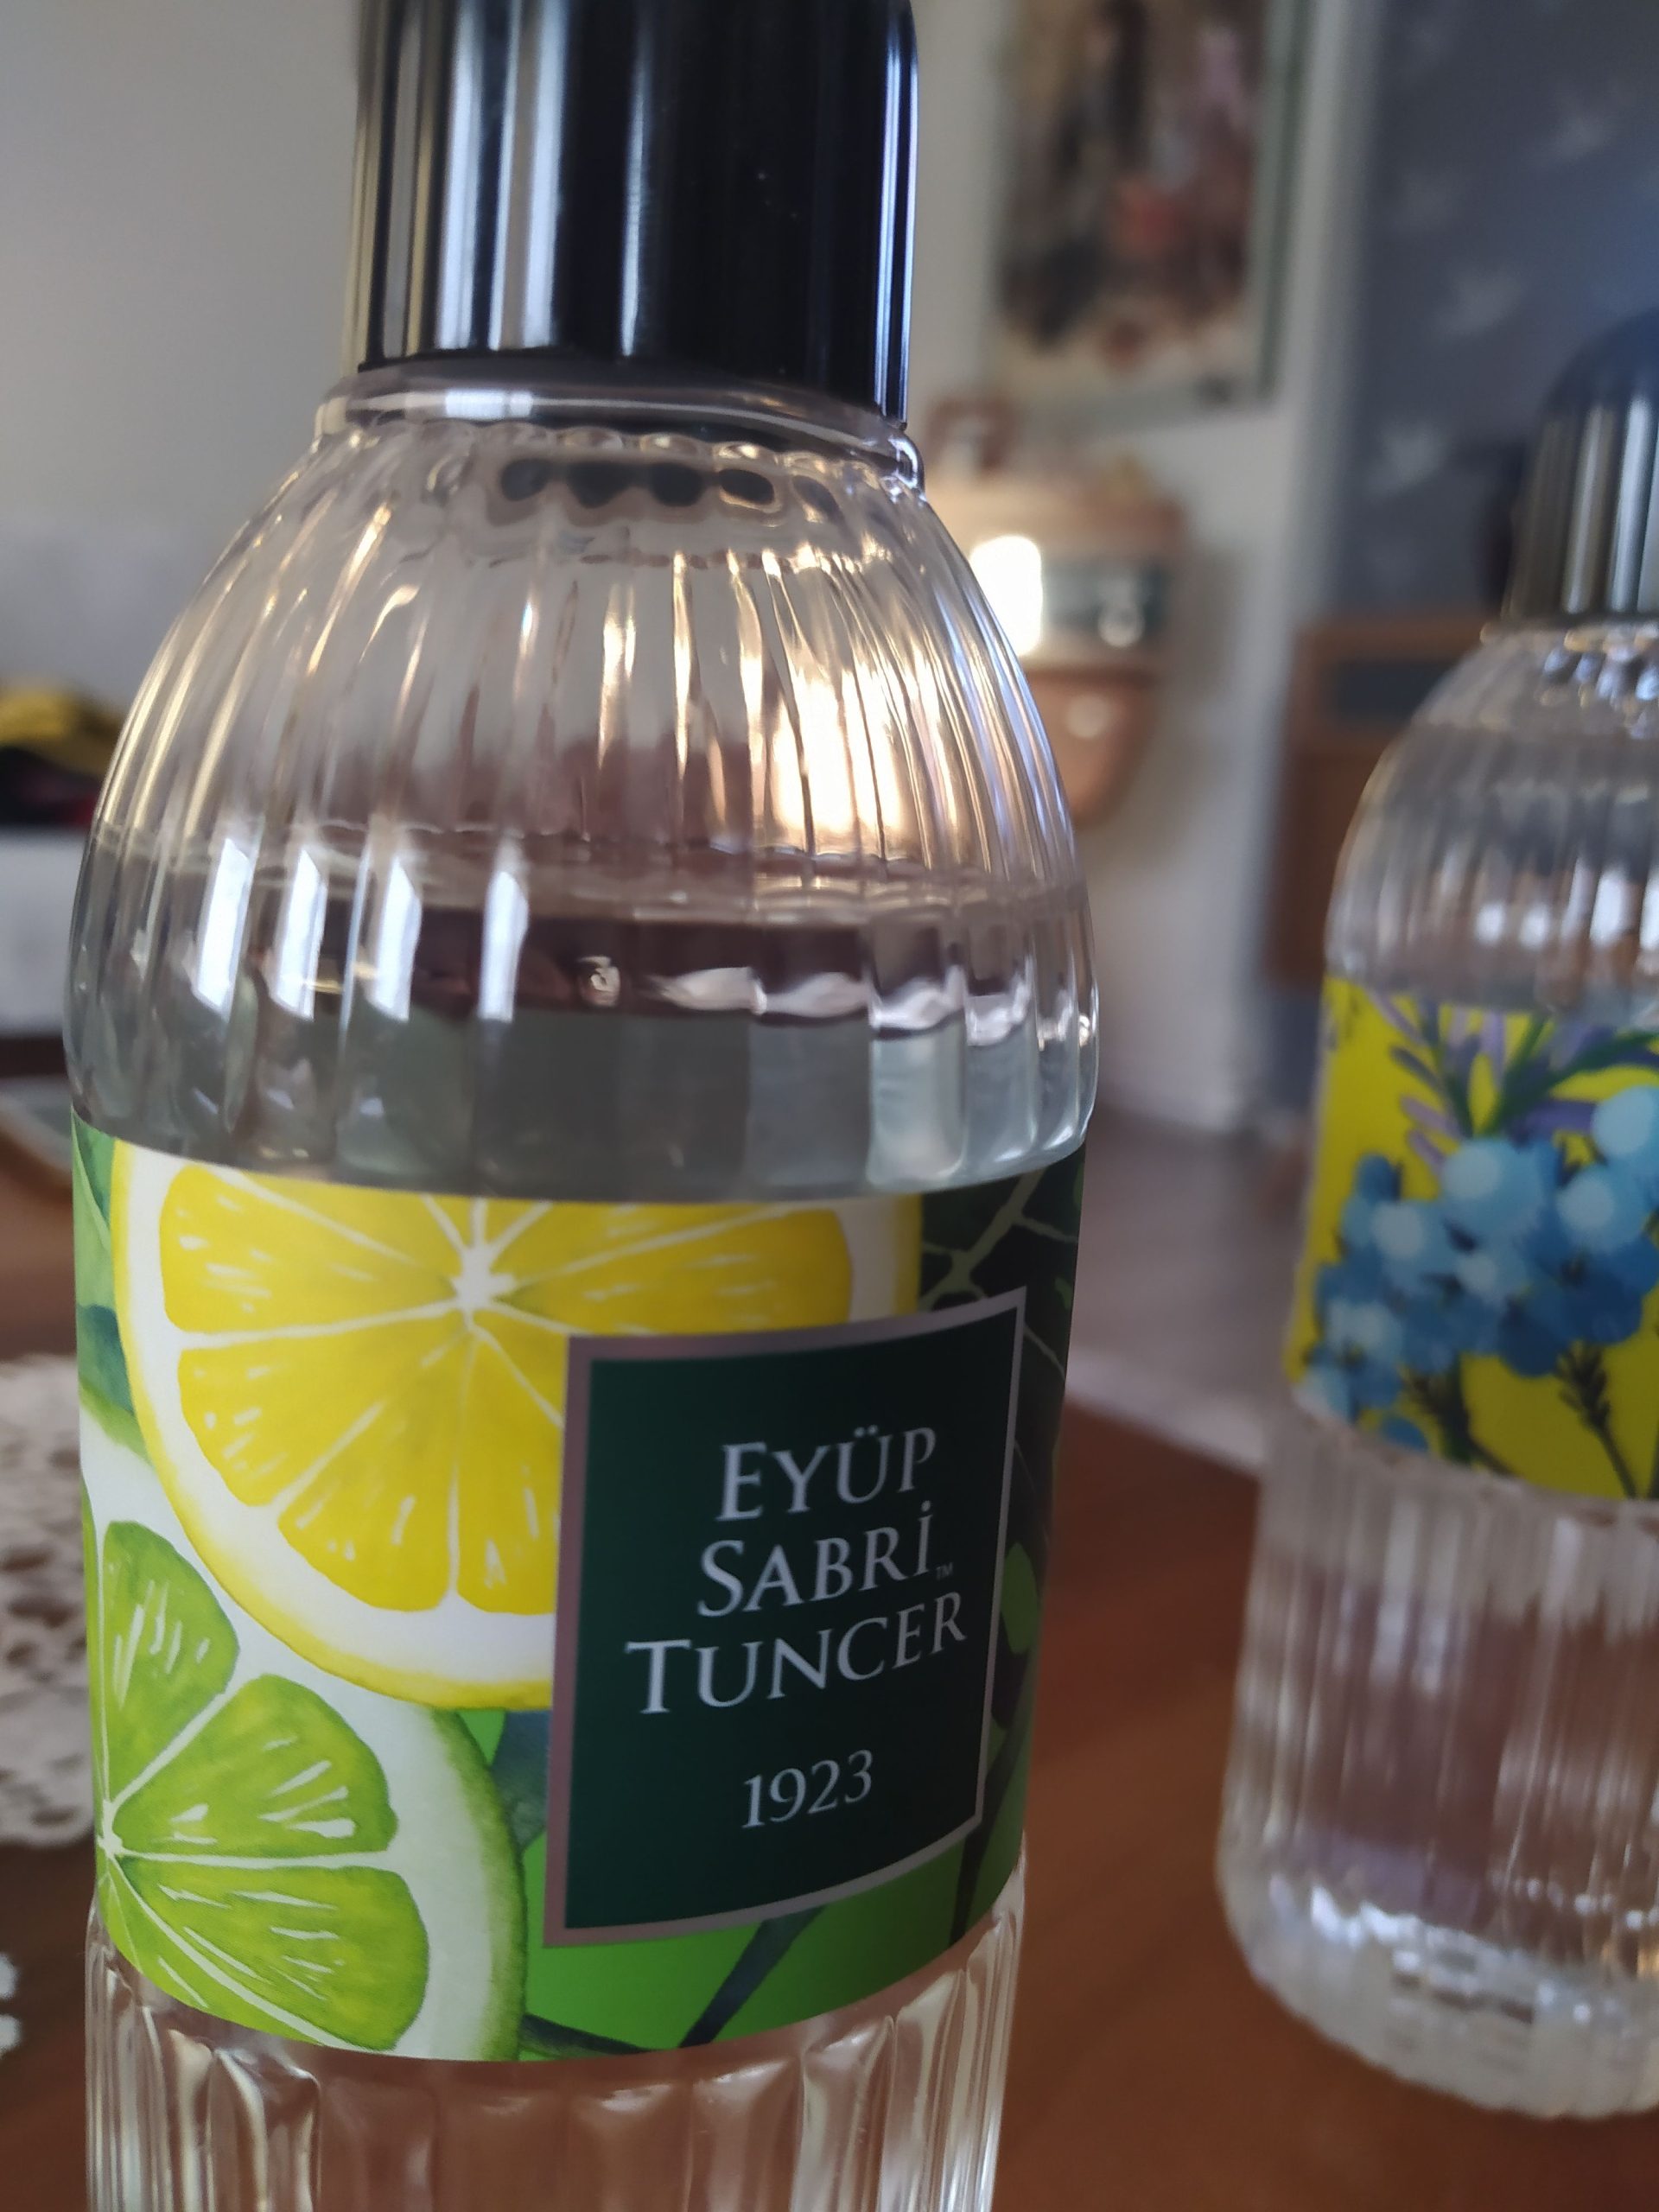 EYÜP
SABRİ™
TUNCER
1923